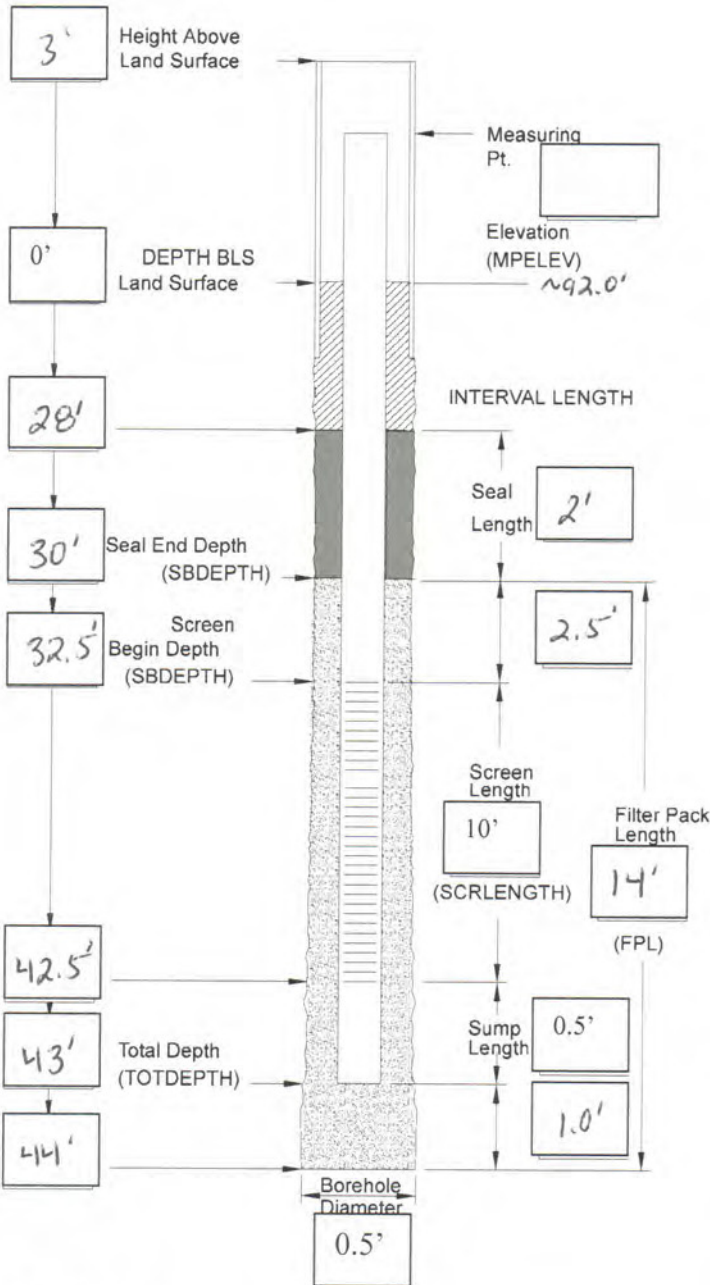 3'
Height Above
Land Surface
Measuring
Pt.
0'
DEPTH BLS
Land Surface
Elevation
(MPELEV)
~92.0'
28'
INTERVAL LENGTH
Seal
Length
2'
30'
Seal End Depth
(SBDEPTH)
32.5'
Screen
Begin Depth
(SBDEPTH)
2.5'
Screen
Length
10'
(SCRLENGTH)
Filter Pack
Length
14'
(FPL)
42.5'
Sump
Length
0.5'
43'
Total Depth
(TOTDEPTH)
1.0'
44'
Borehole
Diameter
0.5'